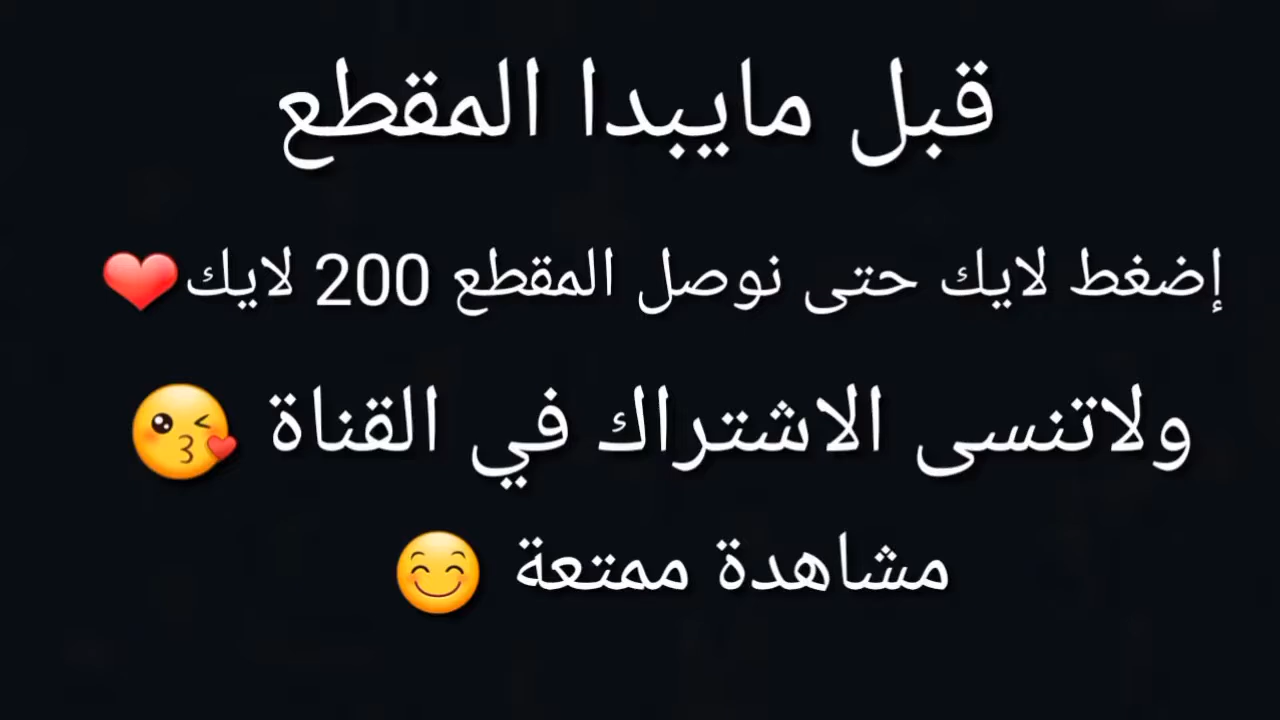 قبل مايبدا المقطع
إضغط لايك حتى نوصل المقطع 200 لايك❤️
ولاتنسى الاشتراك في القناة 😘
مشاهدة ممتعة 😊